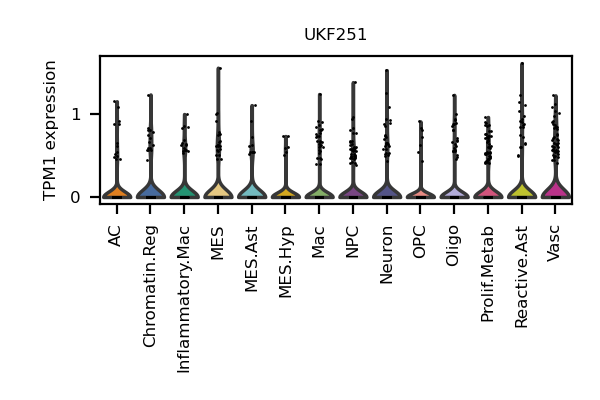 UKF251
TPM1 expression
1
0
AC
Chromatin.Reg
Inflammatory.Mac
MES
MES.Ast
MES.Hyp
Mac
NPC
Neuron
OPC
Oligo
Prolif.Metab
Reactive.Ast
Vasc